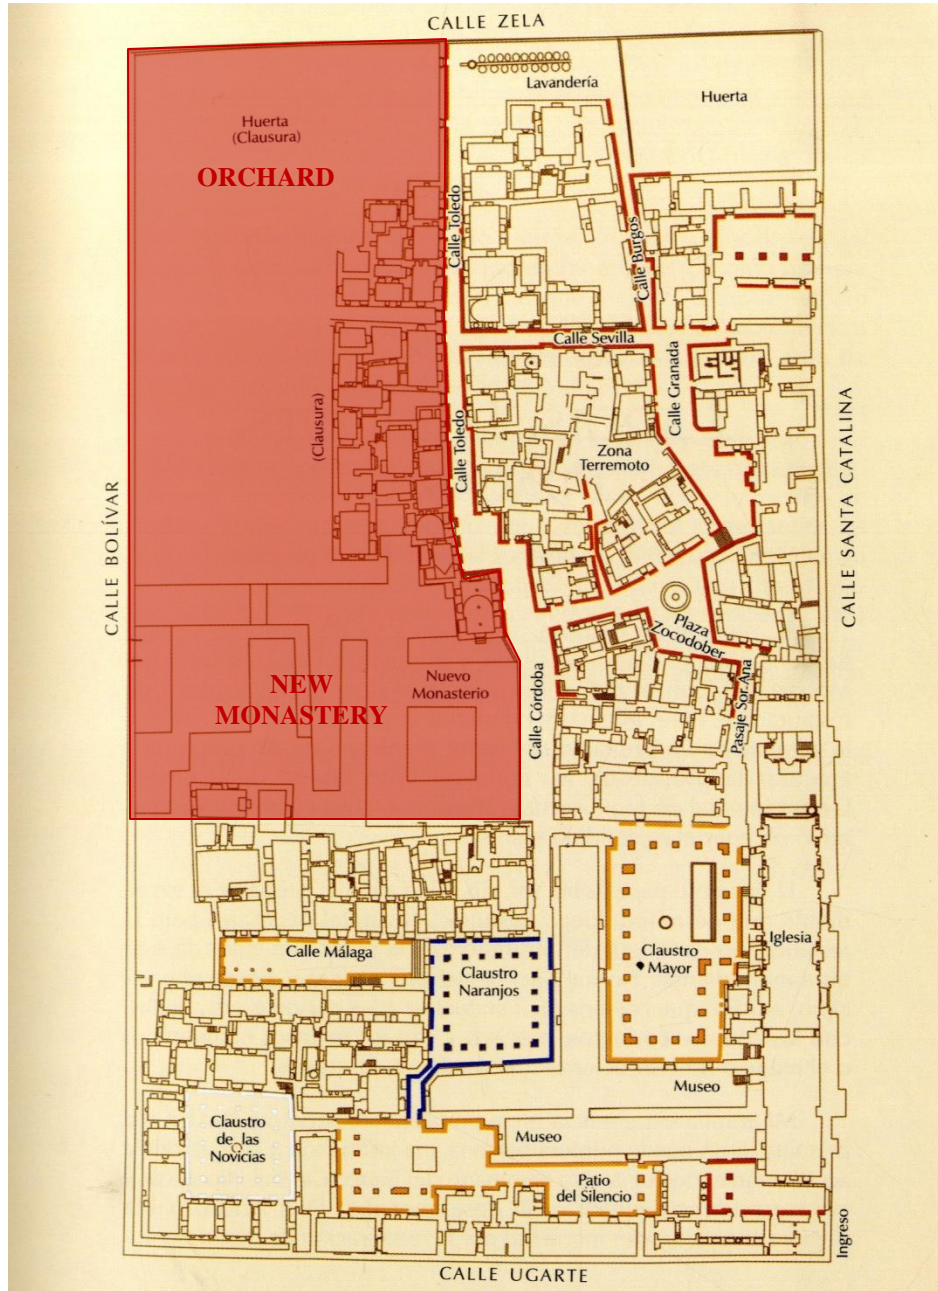 CALLE ZELA
Lavandería
Huerta
Huerta
(Clausura)
ORCHARD
Calle Toledo
Calle Burgos
Calle Sevilla
Calle Granada
(Clausura)
Calle Toledo
Zona
Terremoto
CALLE BOLÍVAR
CALLE SANTA CATALINA
Plaza
Zocodober
Nuevo
Monasterio
NEW
MONASTERY
Calle Córdoba
Pasaje Sor Ana
Calle Málaga
Claustro
Naranjos
Claustro
Mayor
Iglesia
Museo
Claustro
de las
Novicias
Museo
Patio
del Silencio
Ingreso
CALLE UGARTE